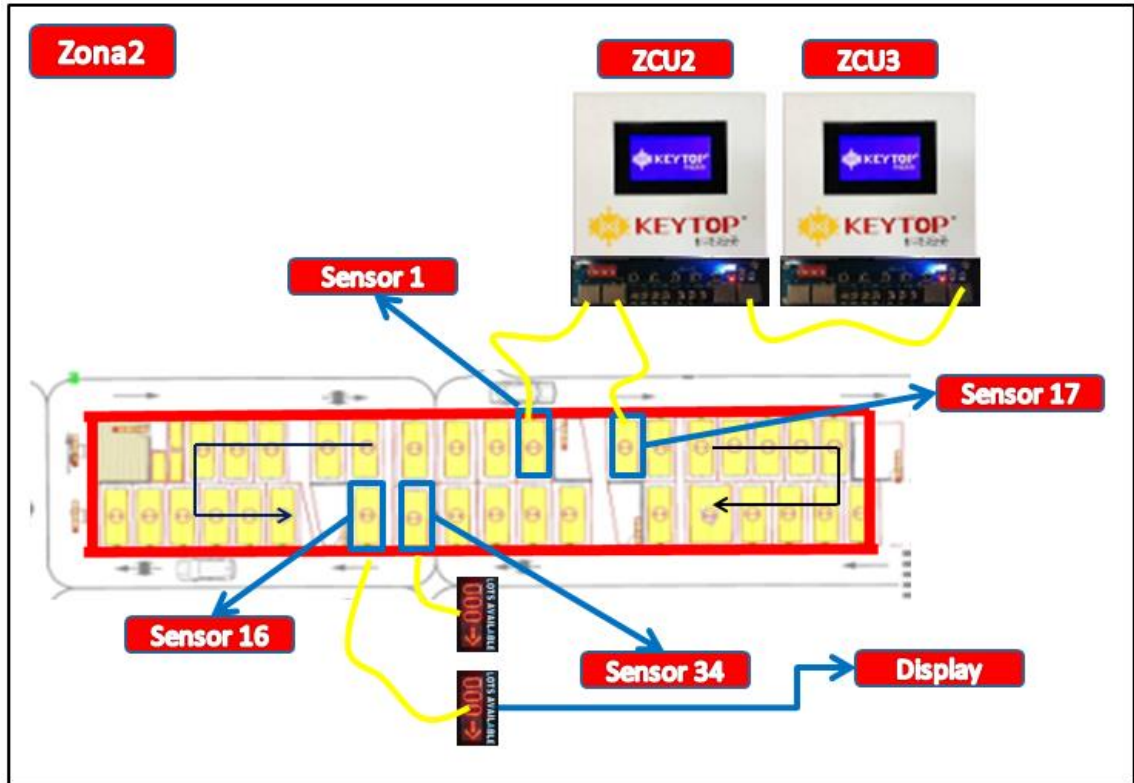 Zona2
ZCU2
ZCU3
KEYTOP
KEYTOP
KEYTOP
KEYTOP
Sensor 1
Sensor 17
Sensor 16
000
LOTS AVAILABLE
Sensor 34
000
LOTS AVAILABLE
Display